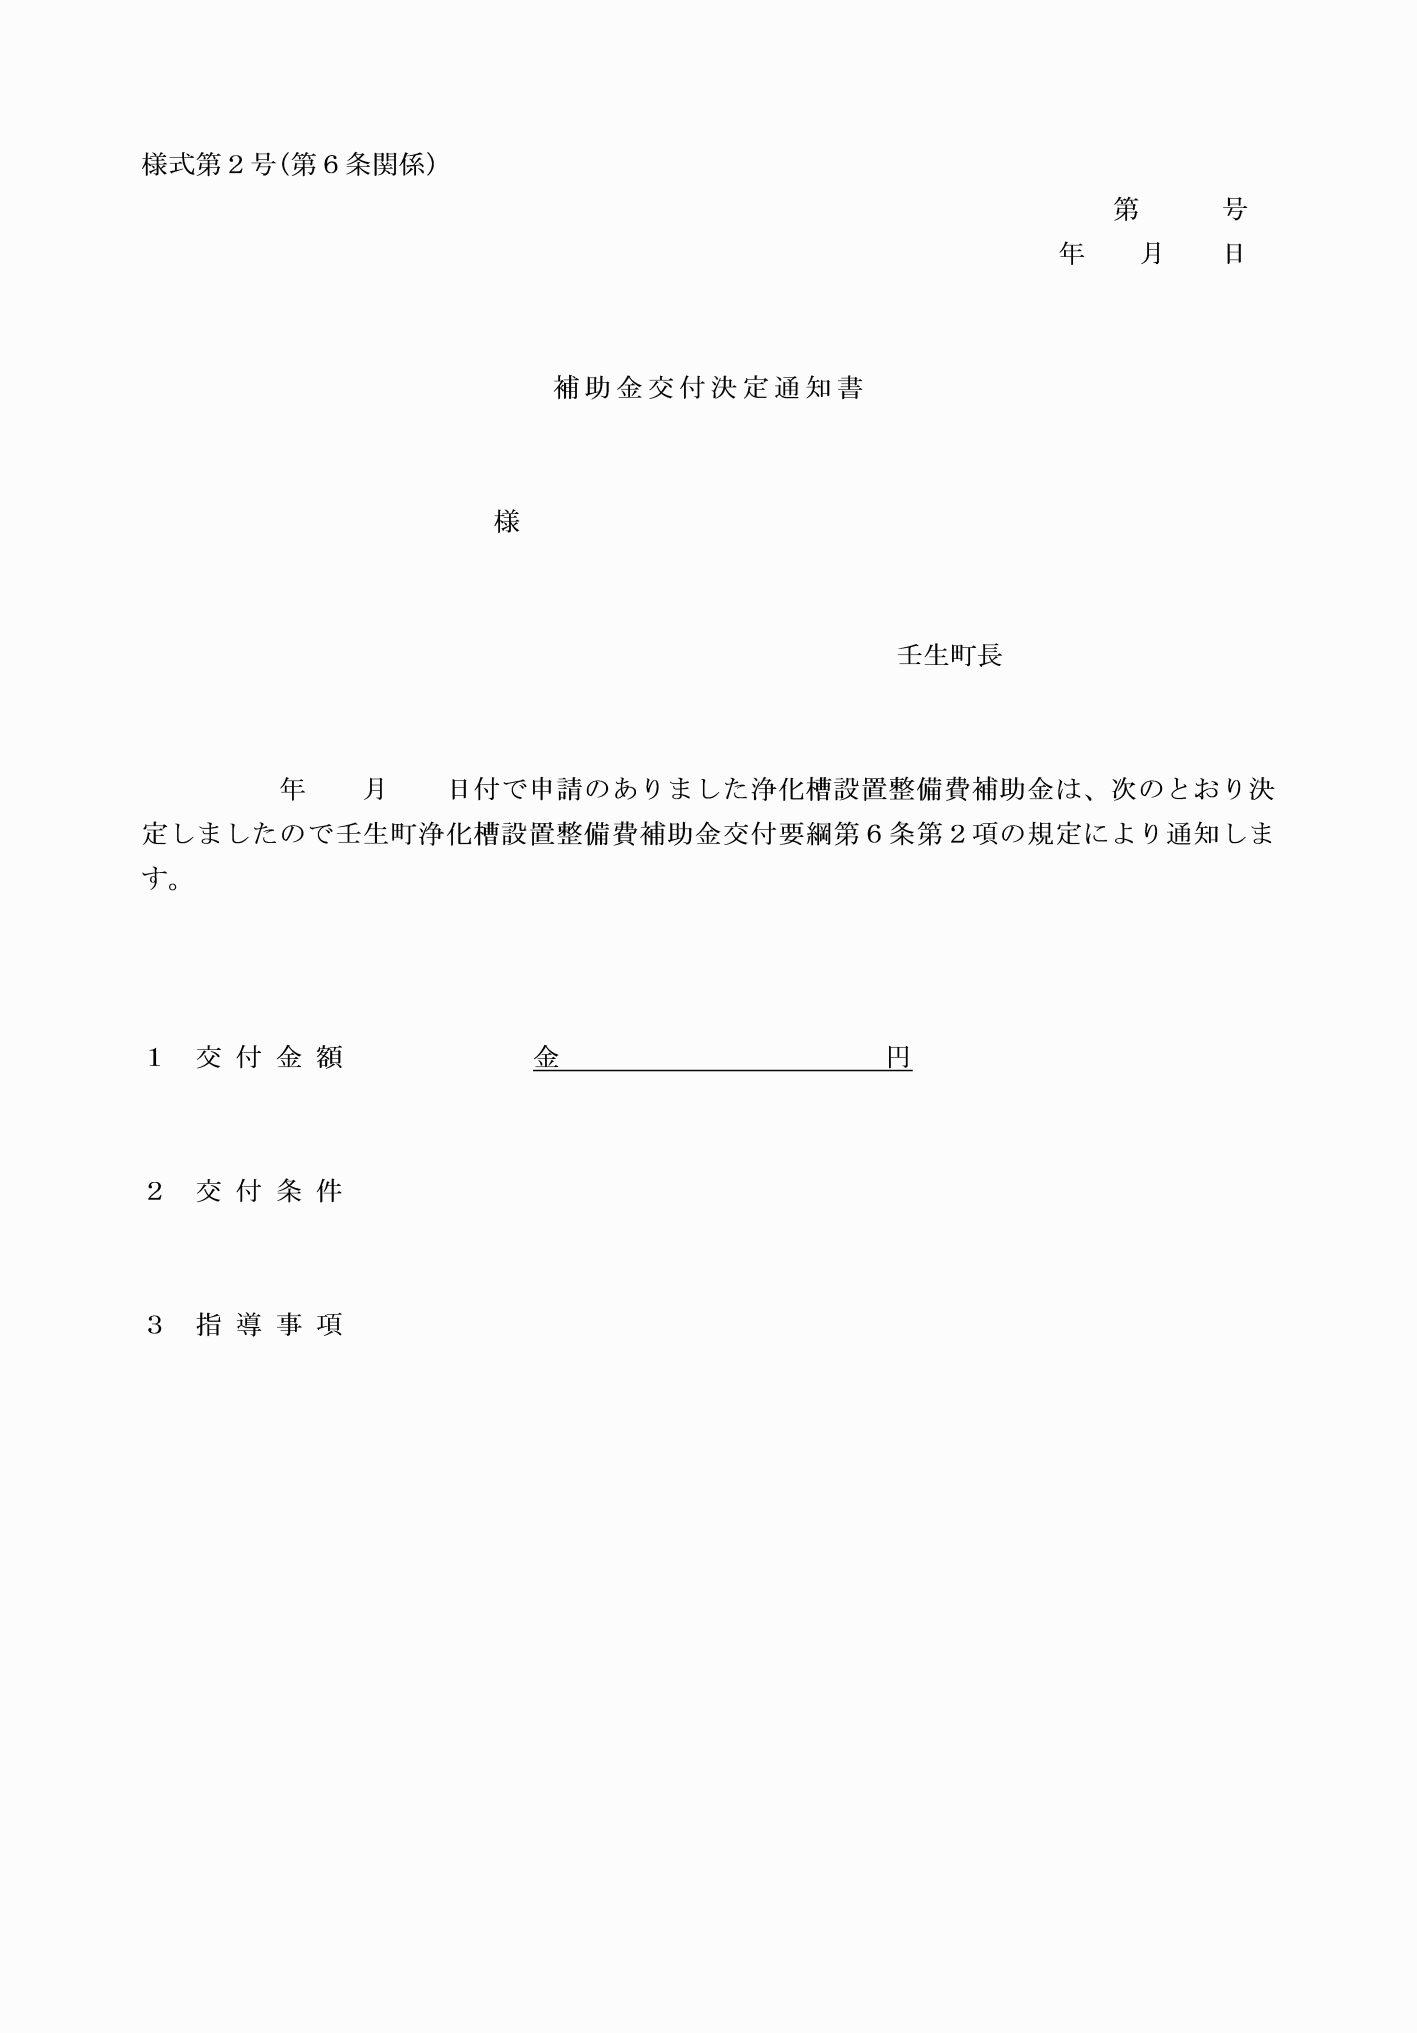 様式第２号(第６条関係)
第　　　号
年　　月　　日
補助金交付決定通知書
様
壬生町長
年　　月　　日付で申請のありました浄化槽設置整備費補助金は、次のとおり決
定しましたので壬生町浄化槽設置整備費補助金交付要綱第６条第２項の規定により通知しま
す。
１　交付金額　　　　　　　金　　　　　　　　　　　　円
２　交付条件
３　指導事項